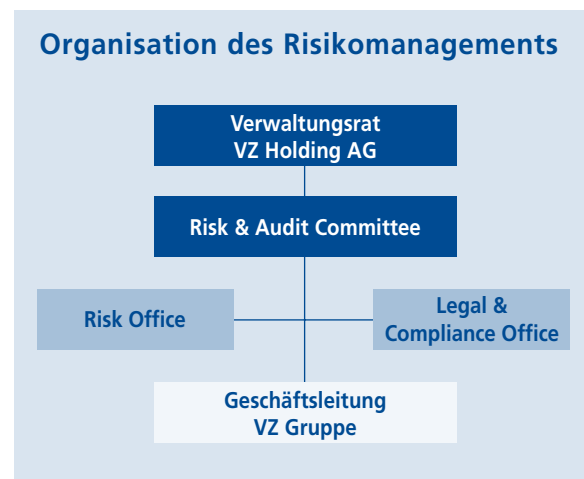 Organisation des Risikomanagements
Verwaltungsrat
VZ Holding AG
Risk & Audit Committee
Risk Office
Legal &
Compliance Office
Geschäftsleitung
VZ Gruppe